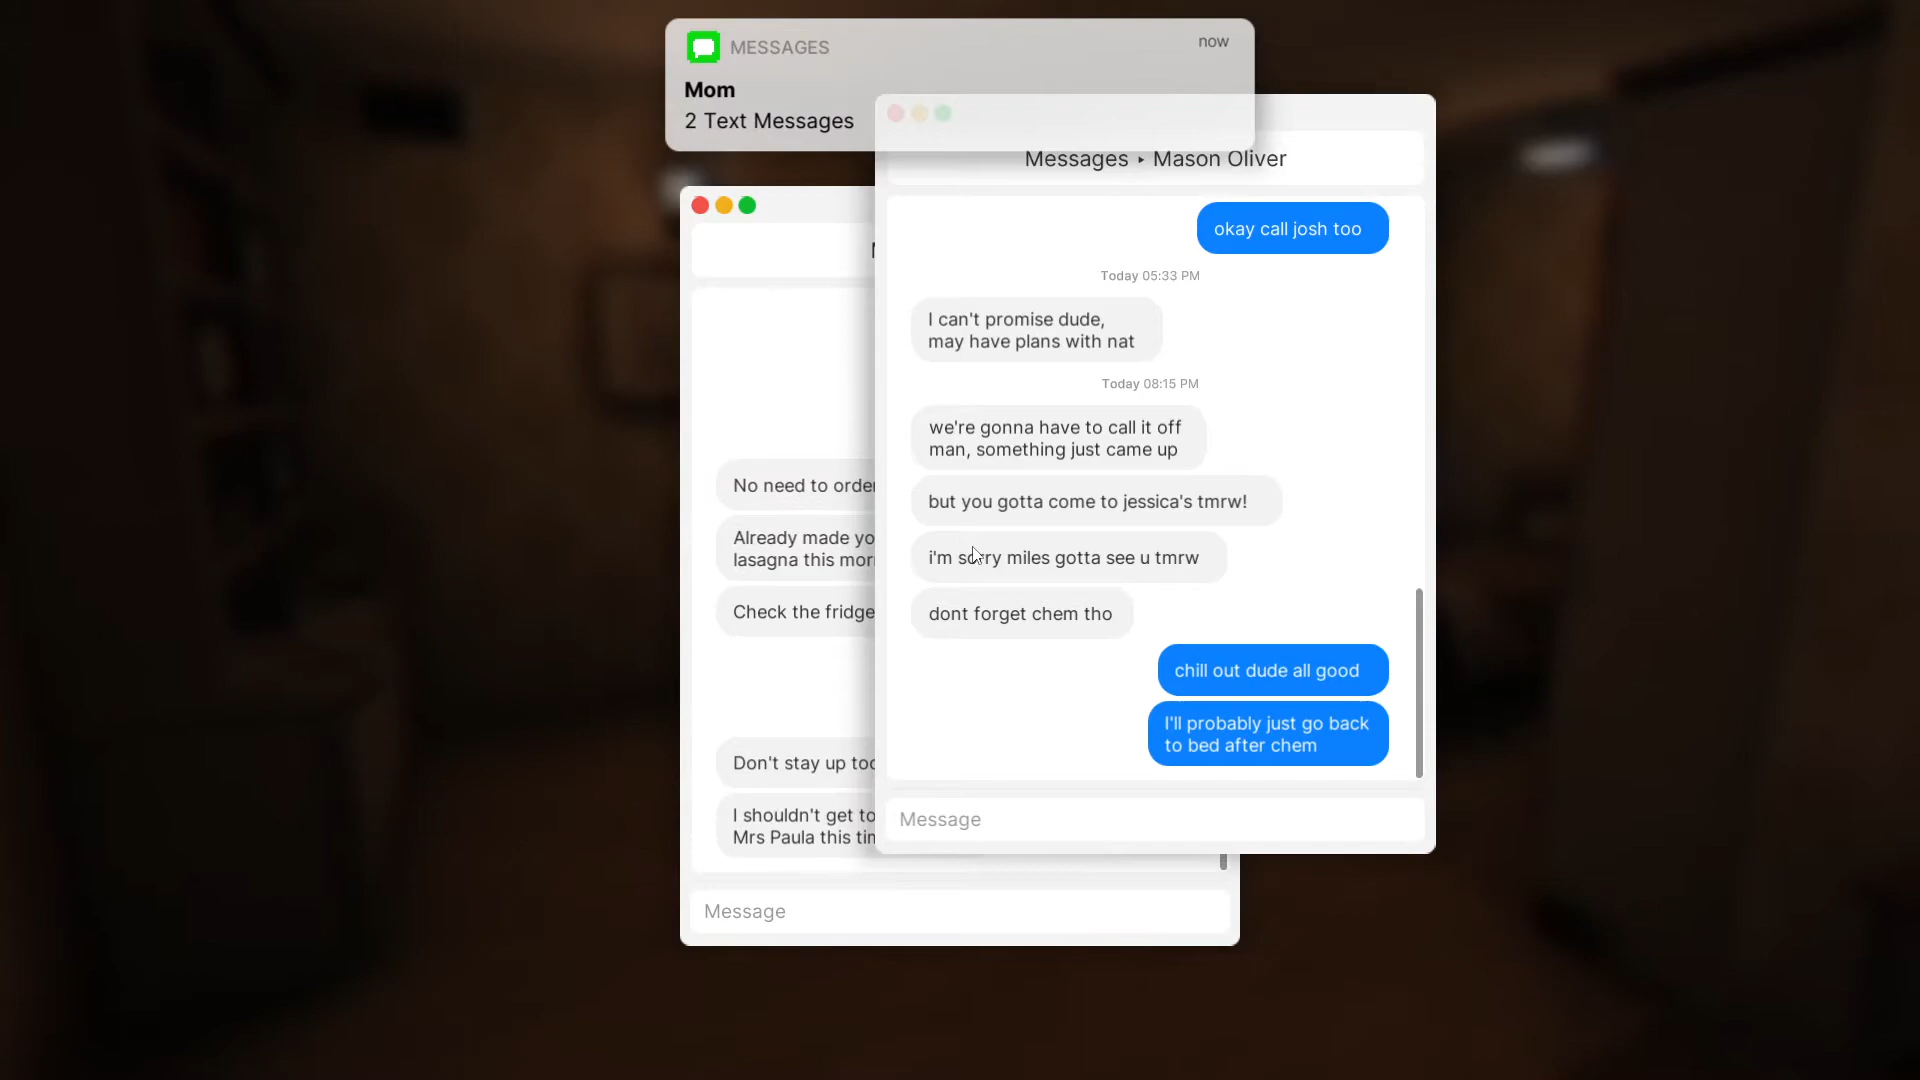 MESSAGES
now
Mom
2 Text Messages
Messages ‣ Mason Oliver
okay call josh too
Today 05:33 PM
I can't promise dude,
may have plans with nat
Today 08:15 PM
we're gonna have to call it off
man, something just came up
but you gotta come to jessica's tmrw!
i'm sorry miles gotta see u tmrw
dont forget chem tho
chill out dude all good
I'll probably just go back
to bed after chem
Message
No need to order
Already made yo
lasagna this mor
Check the fridge
Don't stay up too
I shouldn't get to
Mrs Paula this tim
Message